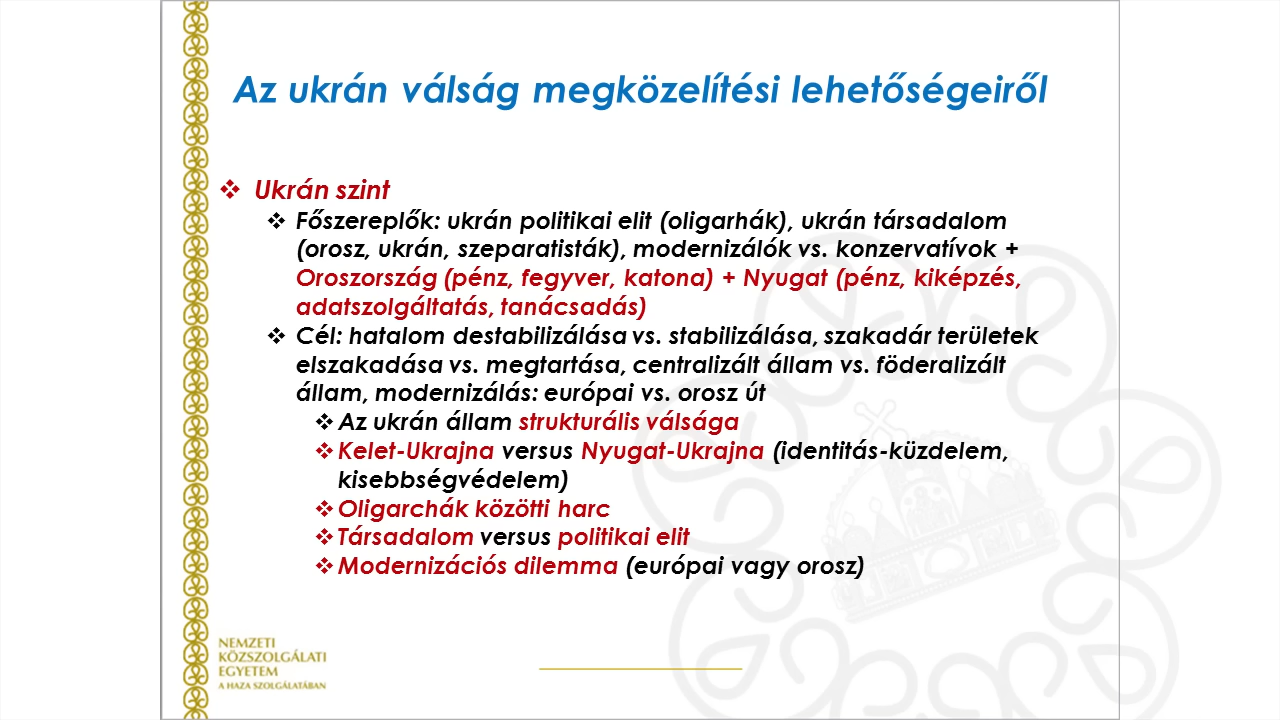 Az ukrán válság megközelítési lehetőségeiről
❖ Ukrán szint
❖ Főszereplők: ukrán politikai elit (oligarhák), ukrán társadalom
(orosz, ukrán, szeparatisták), modernizálók vs. konzervatívok +
Oroszország (pénz, fegyver, katona) + Nyugat (pénz, kiképzés,
adatszolgáltatás, tanácsadás)
❖ Cél: hatalom destabilizálása vs. stabilizálása, szakadár területek
elszakadása vs. megtartása, centralizált állam vs. föderalizált
állam, modernizálás: európai vs. orosz út
❖ Az ukrán állam strukturális válsága
❖ Kelet-Ukrajna versus Nyugat-Ukrajna (identitás-küzdelem,
kisebbségvédelem)
❖ Oligarchák közötti harc
❖ Társadalom versus politikai elit
❖ Modernizációs dilemma (európai vagy orosz)
NEMZETI
KÖZSZOLGÁLATI
EGYETEM
A HAZA SZOLGÁLATÁBAN